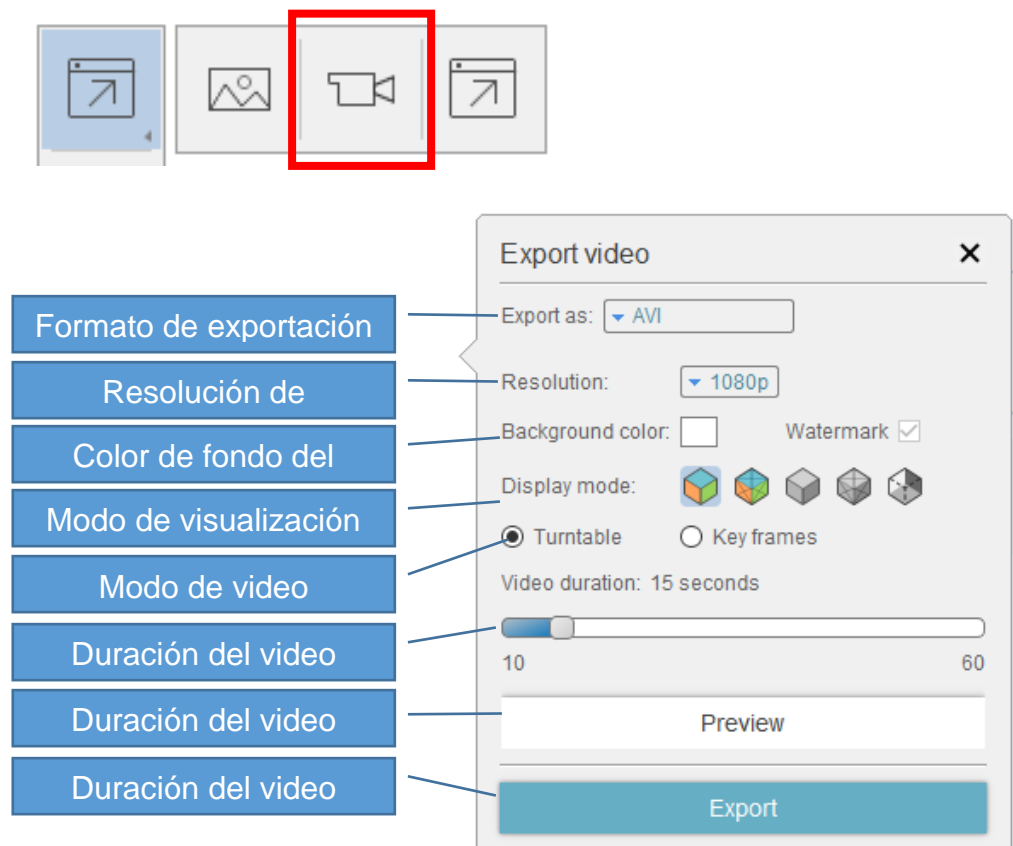 Export video
Formato de exportación
Export as: AVI
Resolución de
Resolution: 1080p
Color de fondo del
Background color: Watermark
Modo de visualización
Display mode:
Modo de video
Turntable Key frames
Video duration: 15 seconds
Duración del video
10 60
Duración del video
Preview
Duración del video
Export